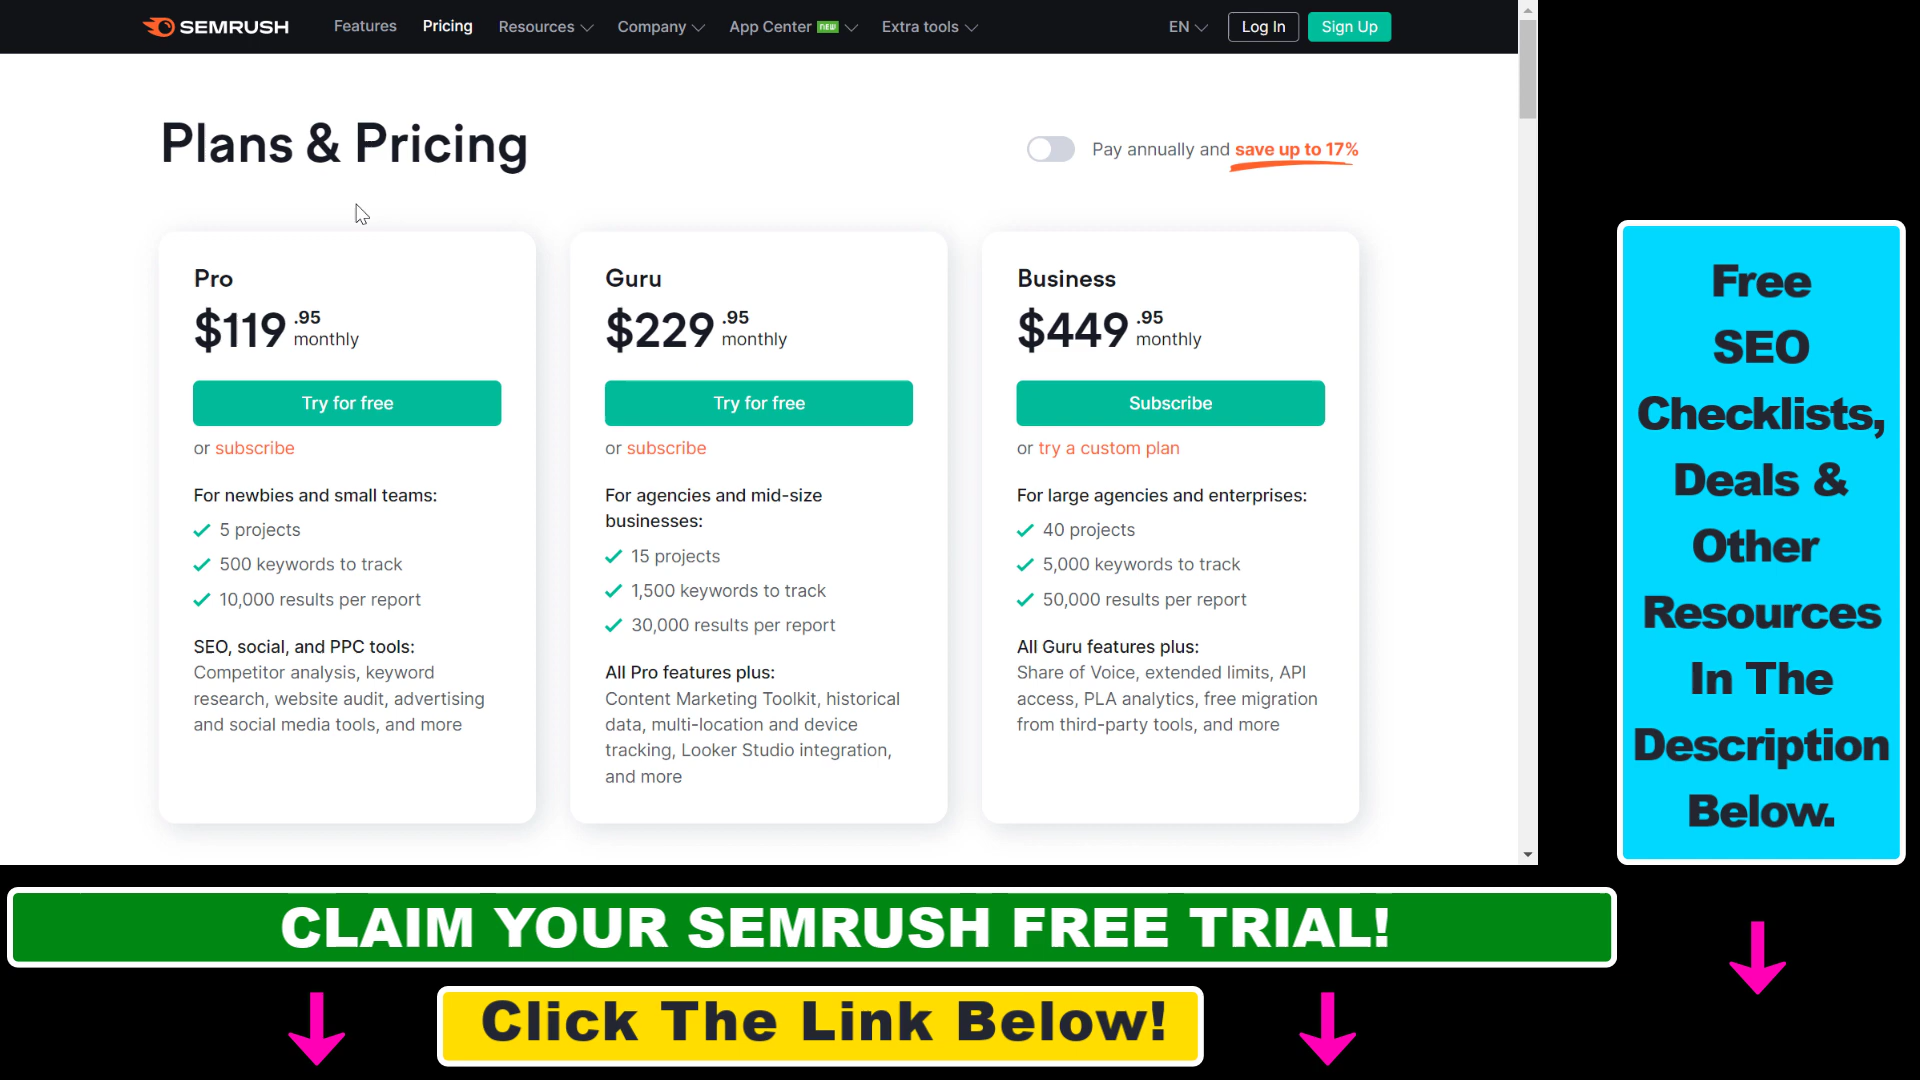 SEMRUSH Features Pricing Resources Company App Center NEW Extra tools EN Log In Sign Up
Plans & Pricing
Pay annually and save up to 17%
Pro
$119 .95 monthly
Try for free
or subscribe
For newbies and small teams:
5 projects
500 keywords to track
10,000 results per report
SEO, social, and PPC tools:
Competitor analysis, keyword
research, website audit, advertising
and social media tools, and more
Guru
$229 .95 monthly
Try for free
or subscribe
For agencies and mid-size
businesses:
15 projects
1,500 keywords to track
30,000 results per report
All Pro features plus:
Content Marketing Toolkit, historical
data, multi-location and device
tracking, Looker Studio integration,
and more
Business
$449 .95 monthly
Subscribe
or try a custom plan
For large agencies and enterprises:
40 projects
5,000 keywords to track
50,000 results per report
All Guru features plus:
Share of Voice, extended limits, API
access, PLA analytics, free migration
from third-party tools, and more
Free
SEO
Checklists,
Deals &
Other
Resources
In The
Description
Below.
CLAIM YOUR SEMRUSH FREE TRIAL!
Click The Link Below!